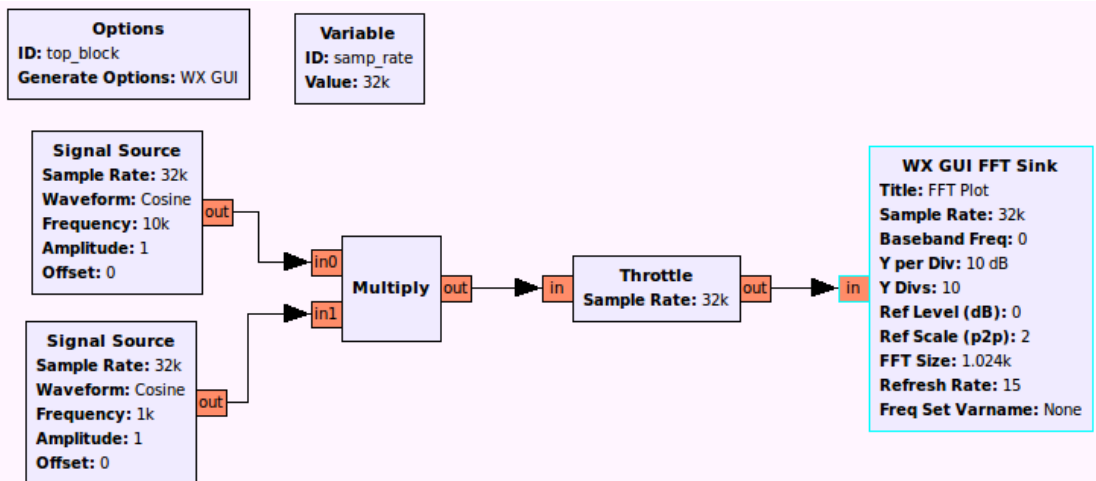 Options
ID: top_block
Generate Options: WX GUI
Variable
ID: samp_rate
Value: 32k
Signal Source
Sample Rate: 32k
Waveform: Cosine
Frequency: 10k
Amplitude: 1
Offset: 0
out
Signal Source
Sample Rate: 32k
Waveform: Cosine
Frequency: 1k
Amplitude: 1
Offset: 0
out
in0
in1
Multiply
out
in
Throttle
Sample Rate: 32k
out
in
WX GUI FFT Sink
Title: FFT Plot
Sample Rate: 32k
Baseband Freq: 0
Y per Div: 10 dB
Y Divs: 10
Ref Level (dB): 0
Ref Scale (p2p): 2
FFT Size: 1.024k
Refresh Rate: 15
Freq Set Varname: None